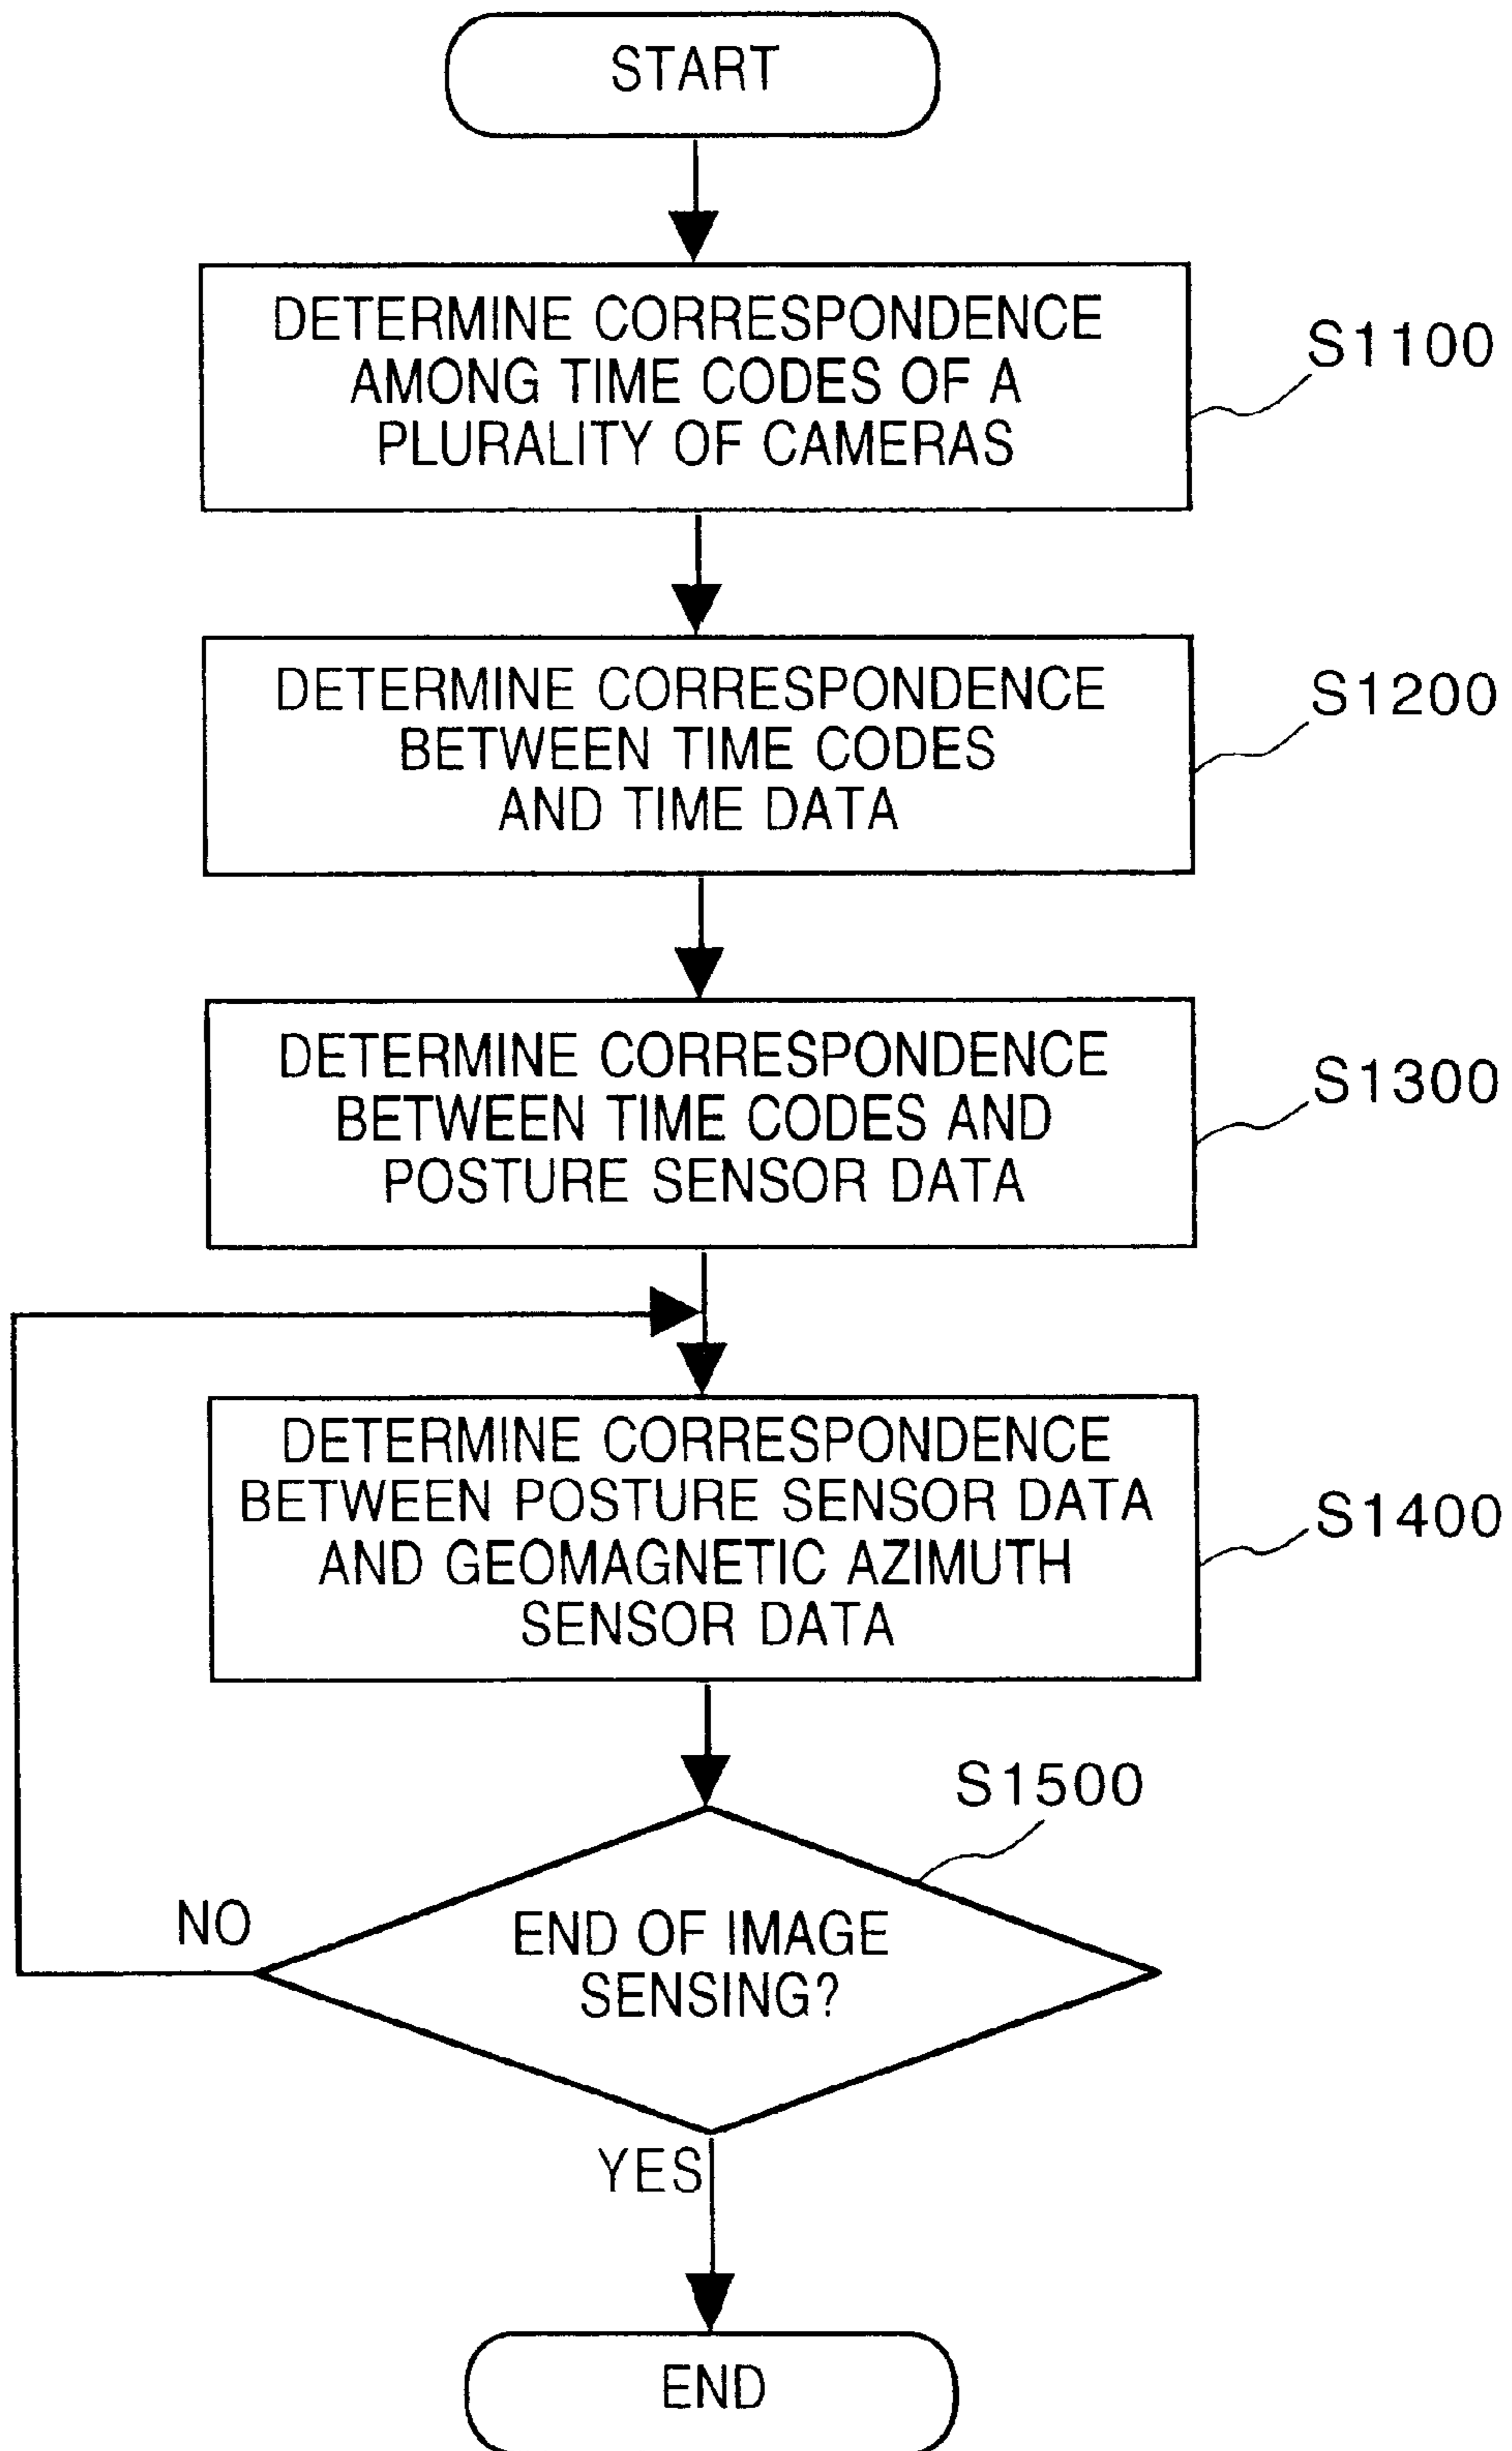 START
DETERMINE CORRESPONDENCE
AMONG TIME CODES OF A
PLURALITY OF CAMERAS
S1100
DETERMINE CORRESPONDENCE
BETWEEN TIME CODES
AND TIME DATA
S1200
DETERMINE CORRESPONDENCE
BETWEEN TIME CODES AND
POSTURE SENSOR DATA
S1300
DETERMINE CORRESPONDENCE
BETWEEN POSTURE SENSOR DATA
AND GEOMAGNETIC AZIMUTH
SENSOR DATA
S1400
S1500
NO
END OF IMAGE
SENSING?
YES
END